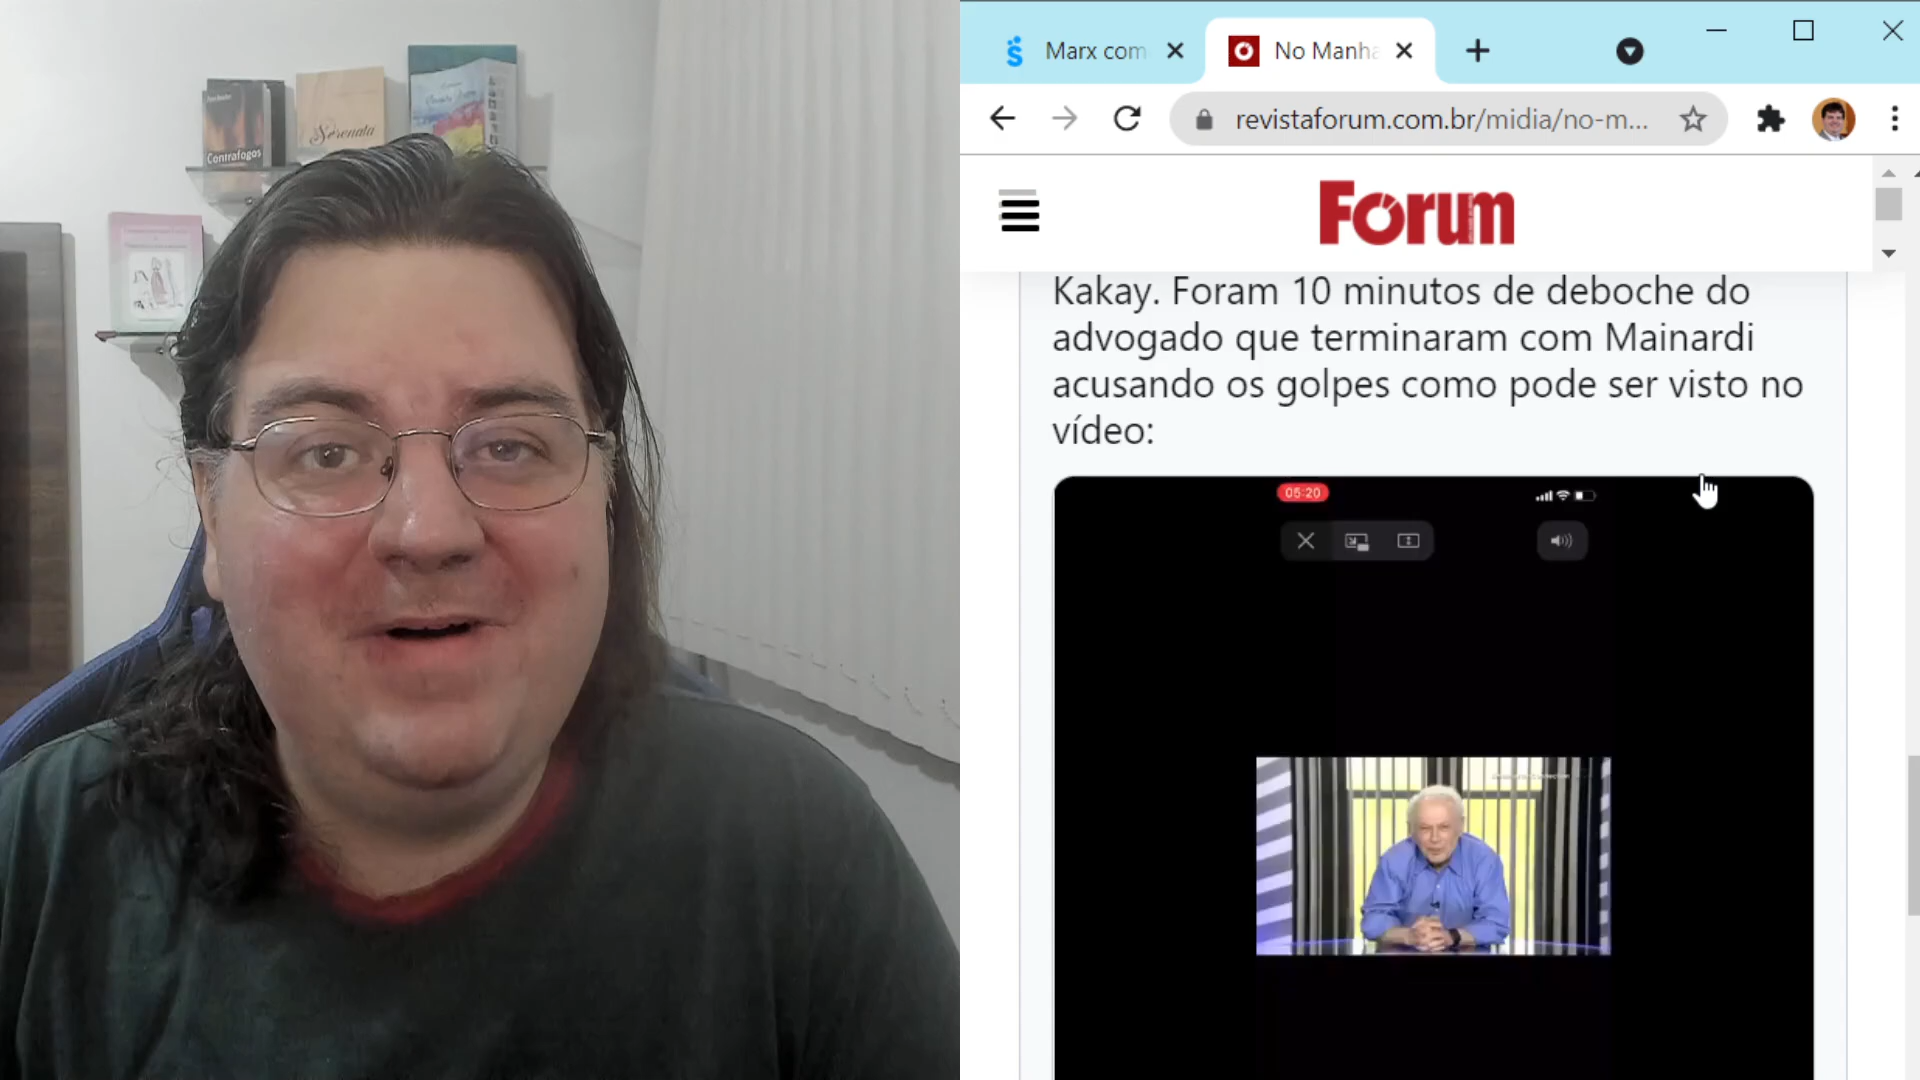 Contrafogos
Serenata
Marx com
No Manha
revistaforum.com.br/midia/no-m...
Forum
Kakay. Foram 10 minutos de deboche do
advogado que terminaram com Mainardi
acusando os golpes como pode ser visto no
vídeo:
05:20